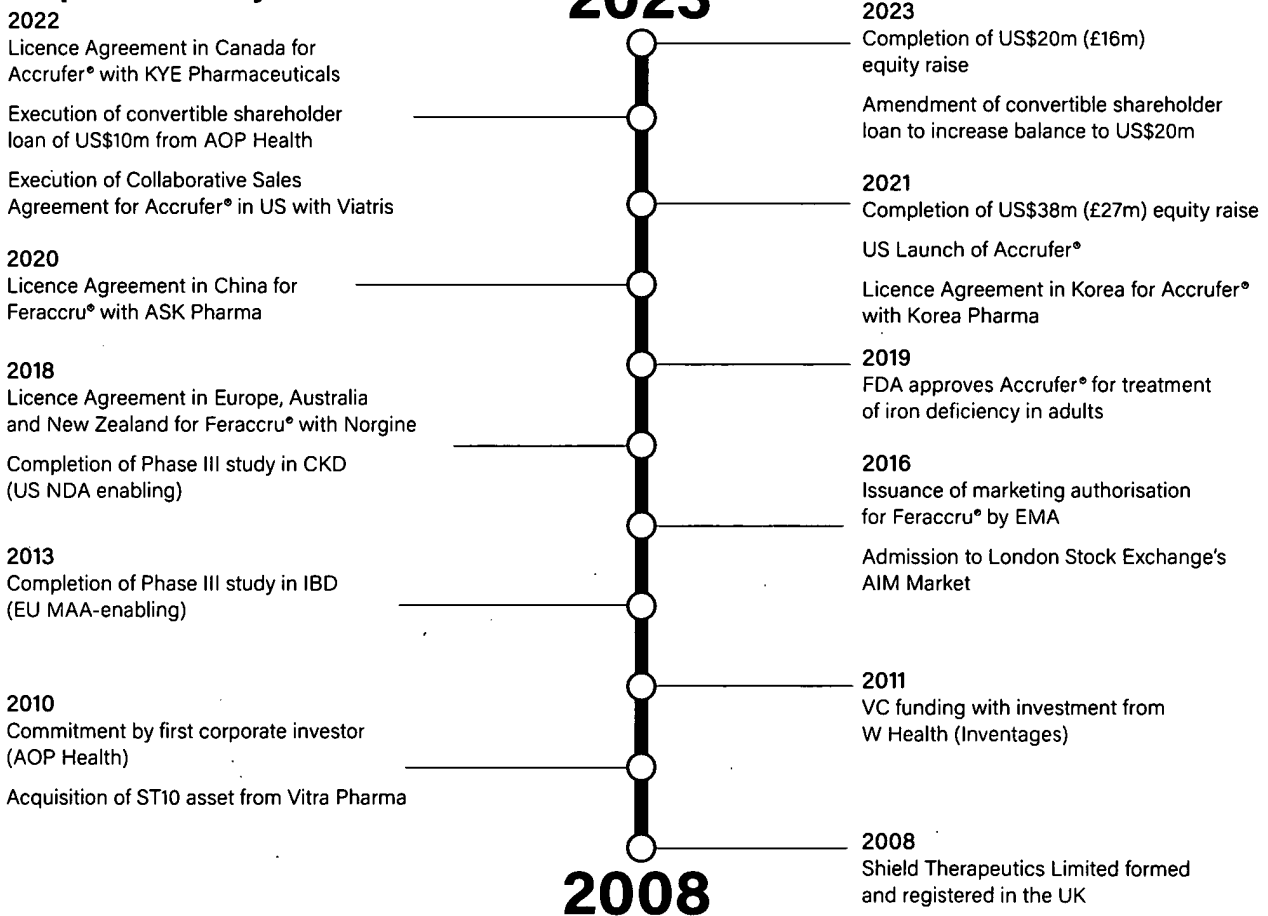 2023
2022
Licence Agreement in Canada for
Accrufer® with KYE Pharmaceuticals
Execution of convertible shareholder
loan of US$10m from AOP Health
Execution of Collaborative Sales
Agreement for Accrufer® in US with Viatris
2020
Licence Agreement in China for
Feraccru® with ASK Pharma
2018
Licence Agreement in Europe, Australia
and New Zealand for Feraccru® with Norgine
Completion of Phase III study in CKD
(US NDA enabling)
2013
Completion of Phase III study in IBD
(EU MAA-enabling)
2010
Commitment by first corporate investor
(AOP Health)
Acquisition of ST10 asset from Vitra Pharma
2023
Completion of US$20m (£16m)
equity raise
Amendment of convertible shareholder
loan to increase balance to US$20m
2021
Completion of US$38m (£27m) equity raise
US Launch of Accrufer®
Licence Agreement in Korea for Accrufer®
with Korea Pharma
2019
FDA approves Accrufer® for treatment
of iron deficiency in adults
2016
Issuance of marketing authorisation
for Feraccru® by EMA
Admission to London Stock Exchange's
AIM Market
2011
VC funding with investment from
W Health (Inventages)
2008
Shield Therapeutics Limited formed
and registered in the UK
2008